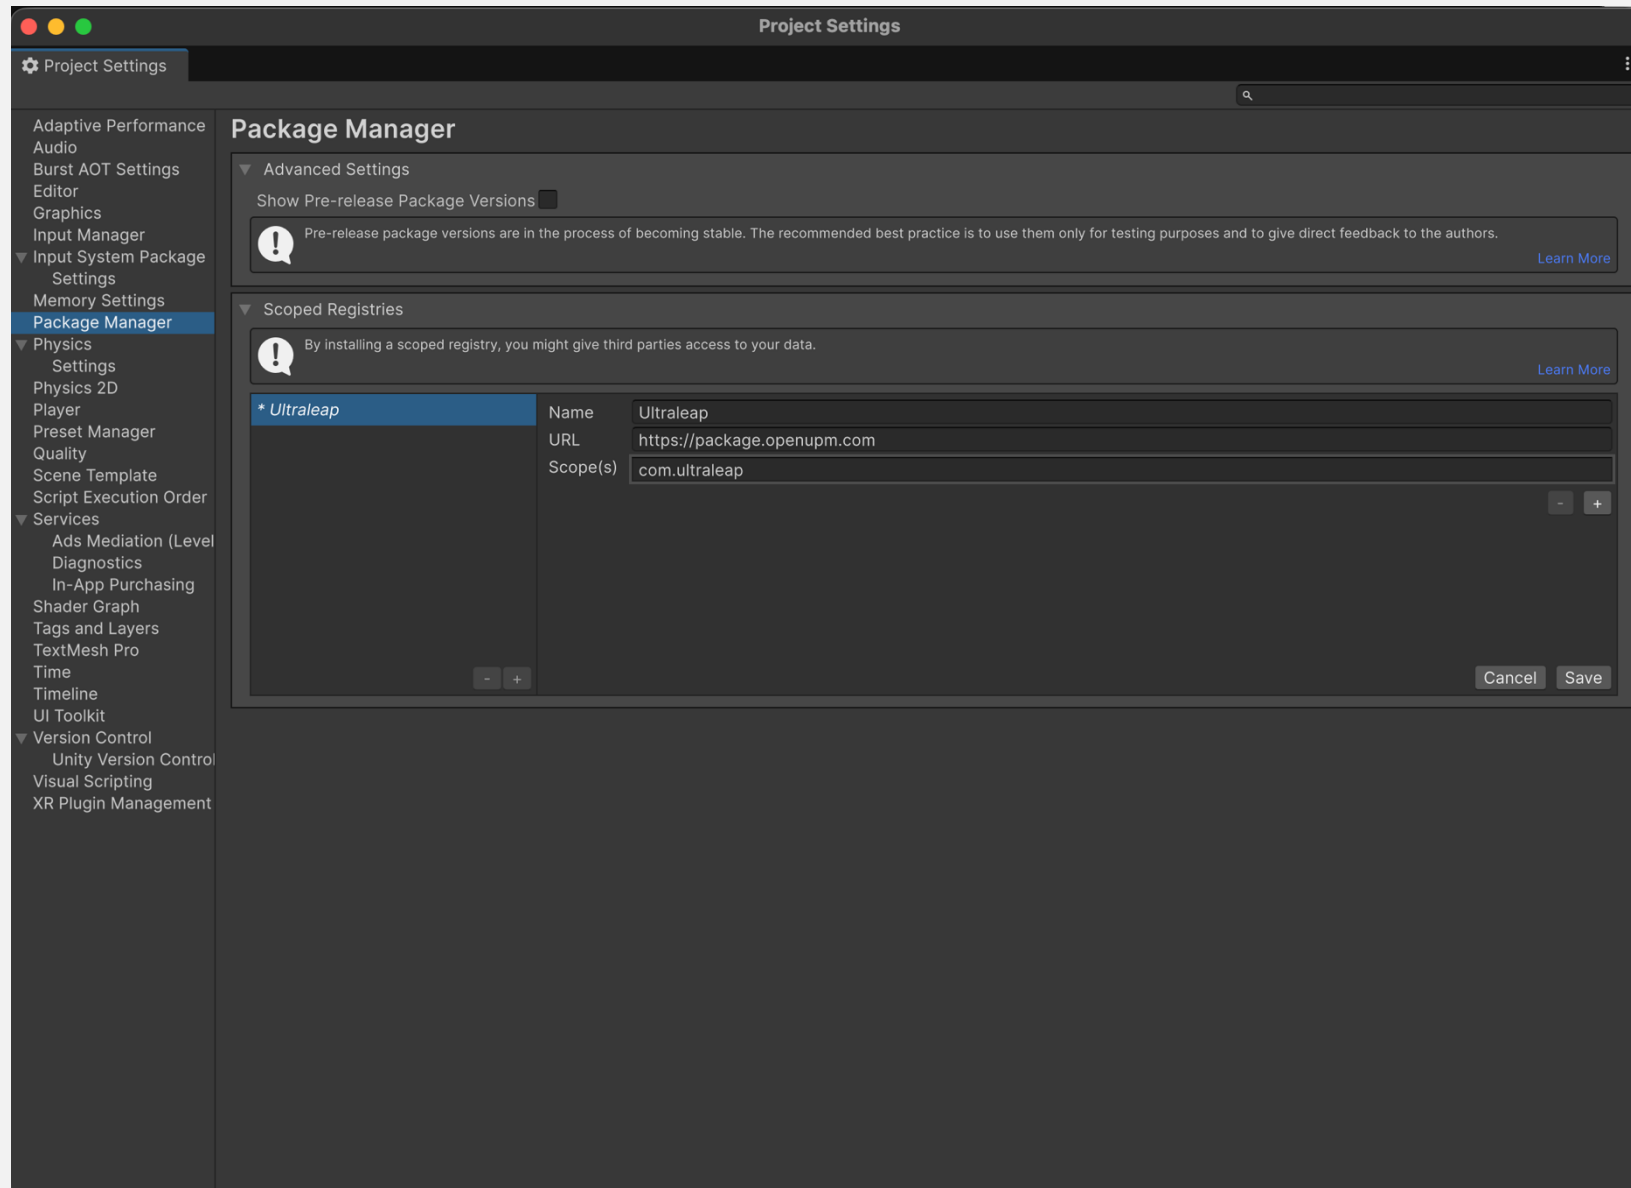 Project Settings
Project Settings
Adaptive Performance
Audio
Burst AOT Settings
Editor
Graphics
Input Manager
Input System Package
Settings
Memory Settings
Package Manager
Physics
Settings
Physics 2D
Player
Preset Manager
Quality
Scene Template
Script Execution Order
Services
Ads Mediation (Level
Diagnostics
In-App Purchasing
Shader Graph
Tags and Layers
TextMesh Pro
Time
Timeline
UI Toolkit
Version Control
Unity Version Control
Visual Scripting
XR Plugin Management
Package Manager
Advanced Settings
Show Pre-release Package Versions
Pre-release package versions are in the process of becoming stable. The recommended best practice is to use them only for testing purposes and to give direct feedback to the authors.
Learn More
Scoped Registries
By installing a scoped registry, you might give third parties access to your data.
Learn More
* Ultraleap
- +
Name Ultraleap
URL https://package.openupm.com
Scope(s) com.ultraleap
- +
Cancel Save